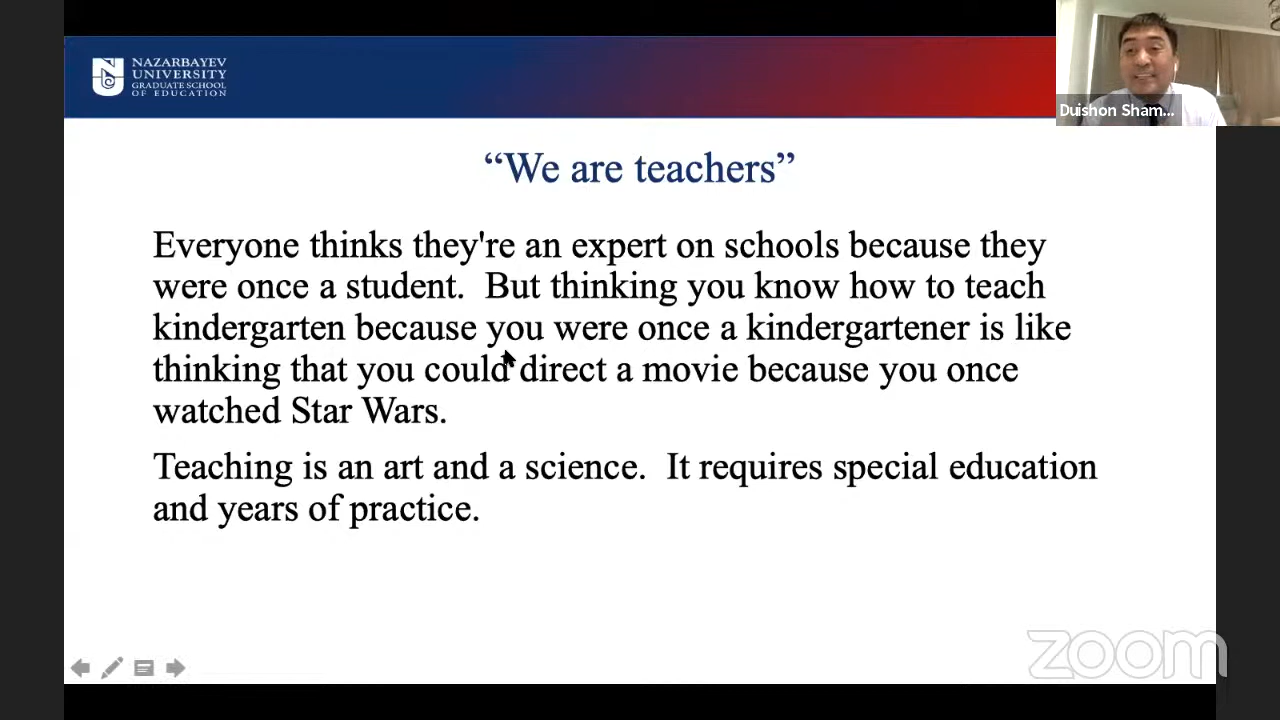 NAZARBAYEV
UNIVERSITY
GRADUATE SCHOOL
OF EDUCATION
Duishon Sham...
“We are teachers”
Everyone thinks they're an expert on schools because they
were once a student.  But thinking you know how to teach
kindergarten because you were once a kindergartener is like
thinking that you could direct a movie because you once
watched Star Wars.
Teaching is an art and a science.  It requires special education
and years of practice.
zoom